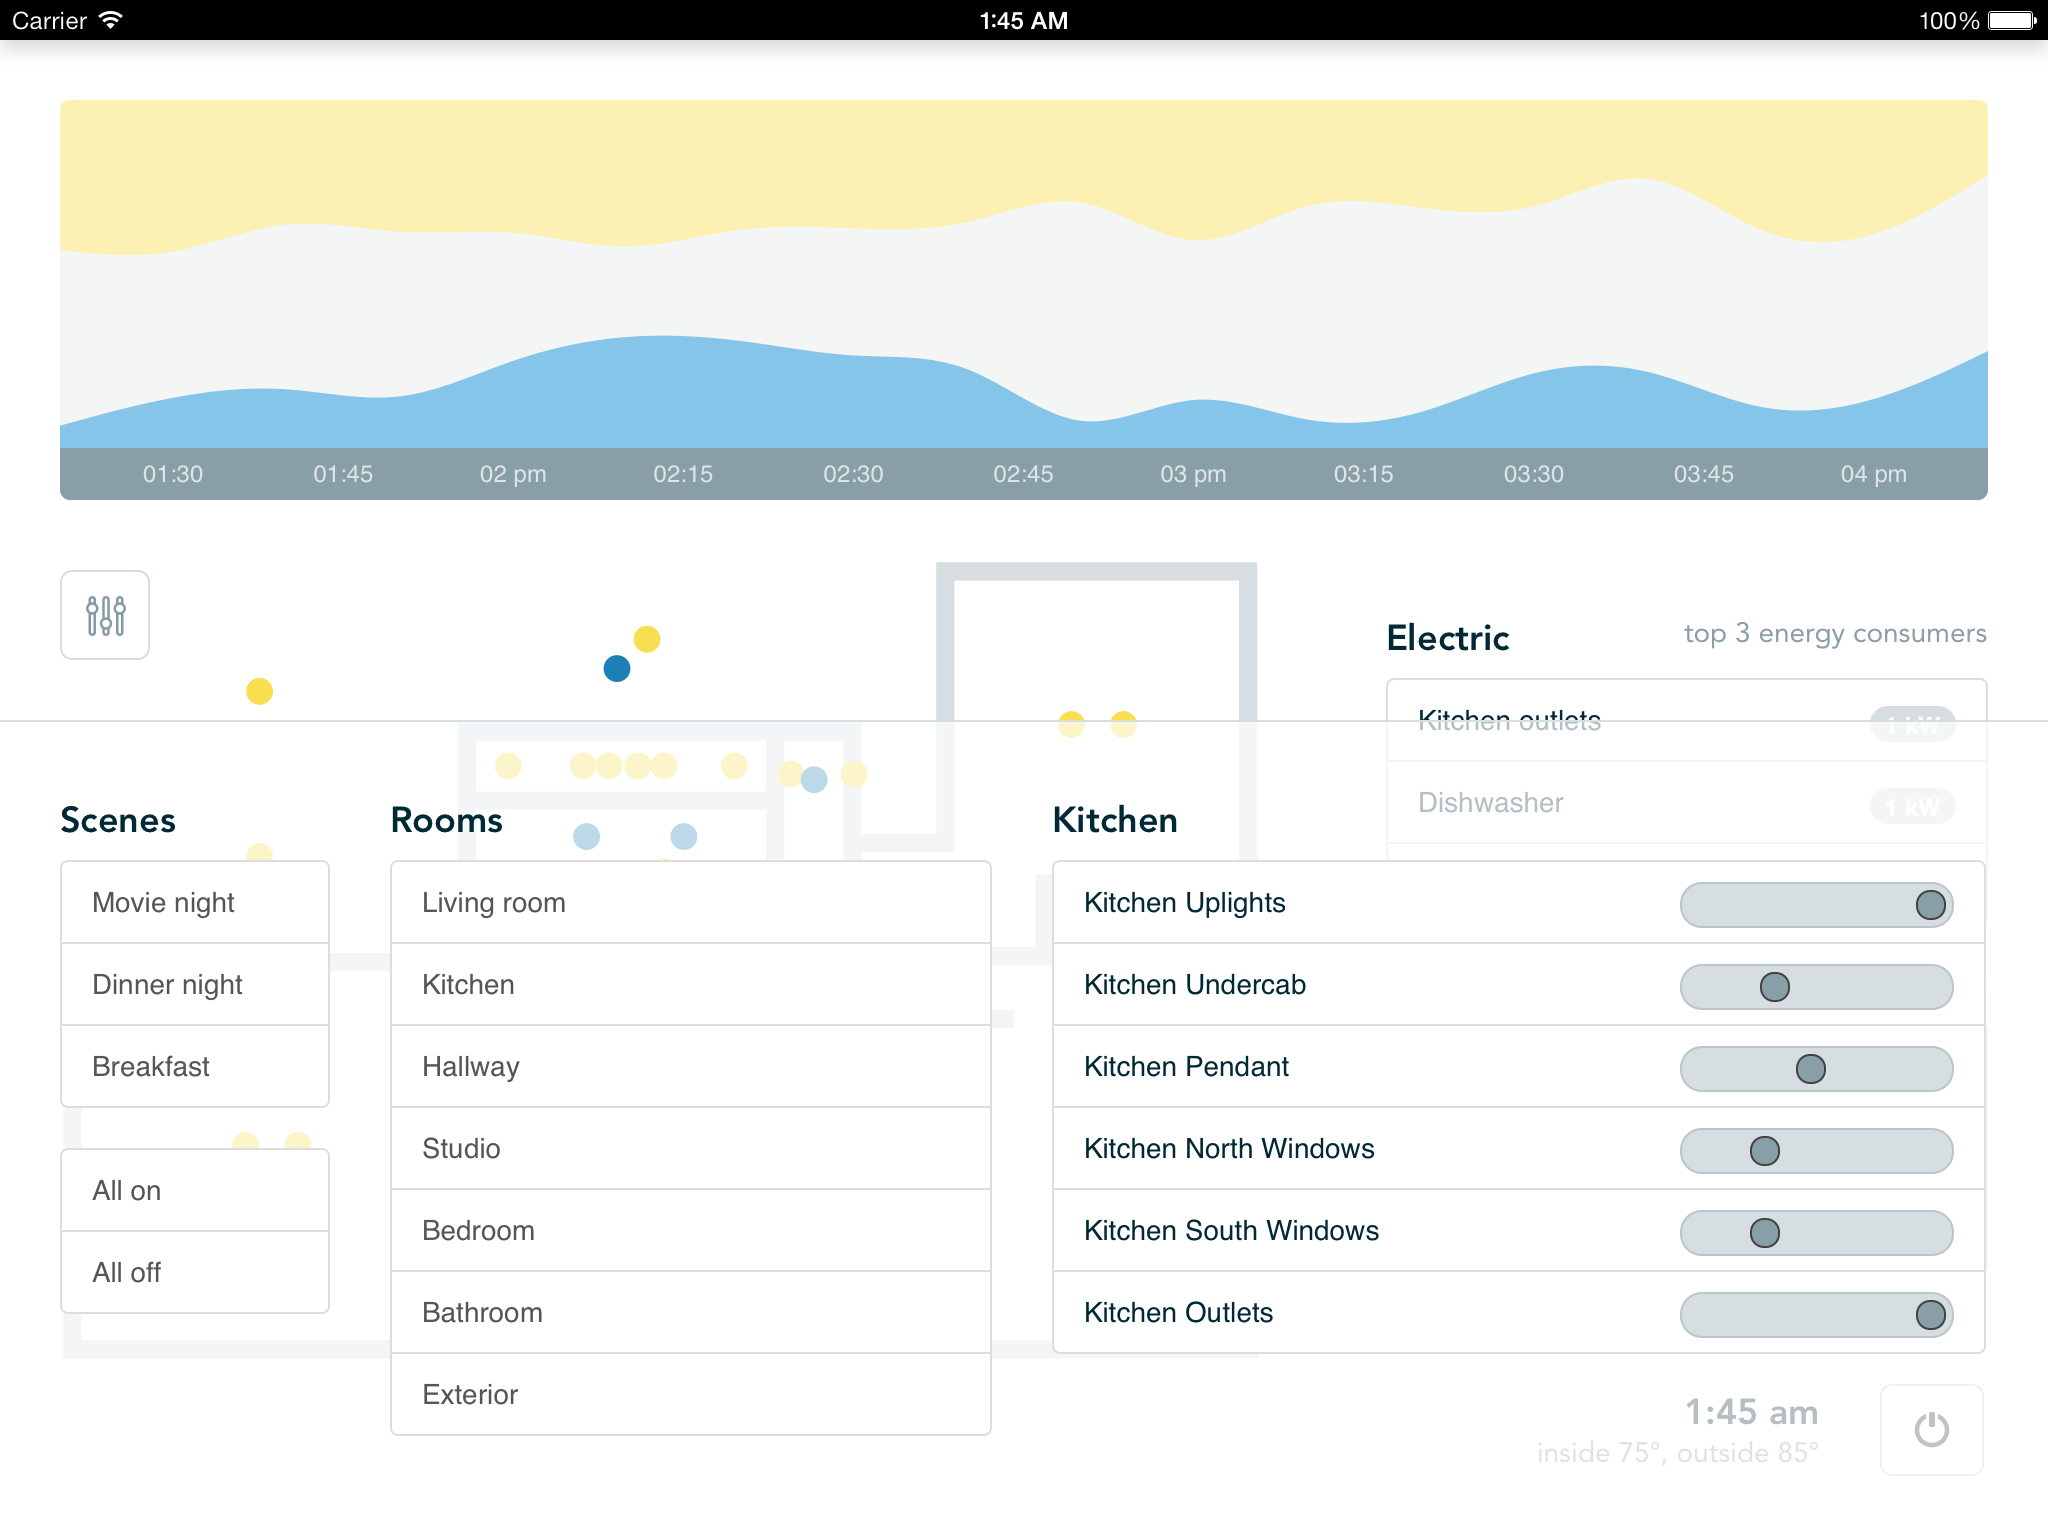 Carrier 1:45 AM 100%
01:30 01:45 02 pm 02:15 02:30 02:45 03 pm 03:15 03:30 03:45 04 pm
Electric top 3 energy consumers
Kitchen outlets 1 kW
Dishwasher 1 kW
Scenes
Movie night
Dinner night
Breakfast
All on
All off
Rooms
Living room
Kitchen
Hallway
Studio
Bedroom
Bathroom
Exterior
Kitchen
Kitchen Uplights
Kitchen Undercab
Kitchen Pendant
Kitchen North Windows
Kitchen South Windows
Kitchen Outlets
1:45 am
inside 75°, outside 85°